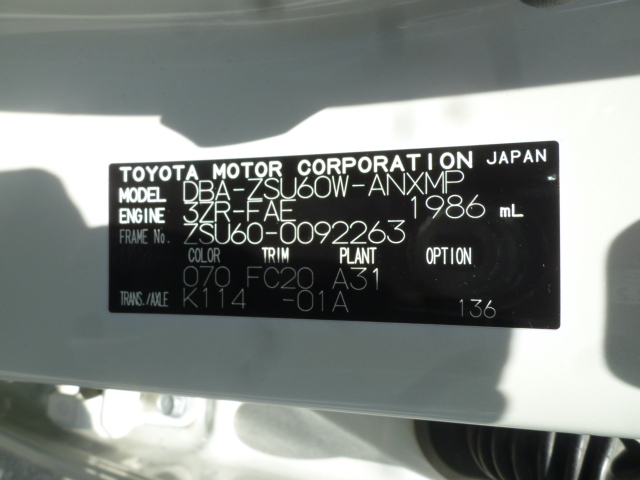 TOYOTA MOTOR CORPORATION JAPAN
MODEL DBA-ZSU60W-ANXMP
ENGINE 3ZR-FAE 1986 mL
FRAME No. ZSU60-0092263
COLOR TRIM PLANT OPTION
070 FC20 A31
TRANS./AXLE K114 -01A 136